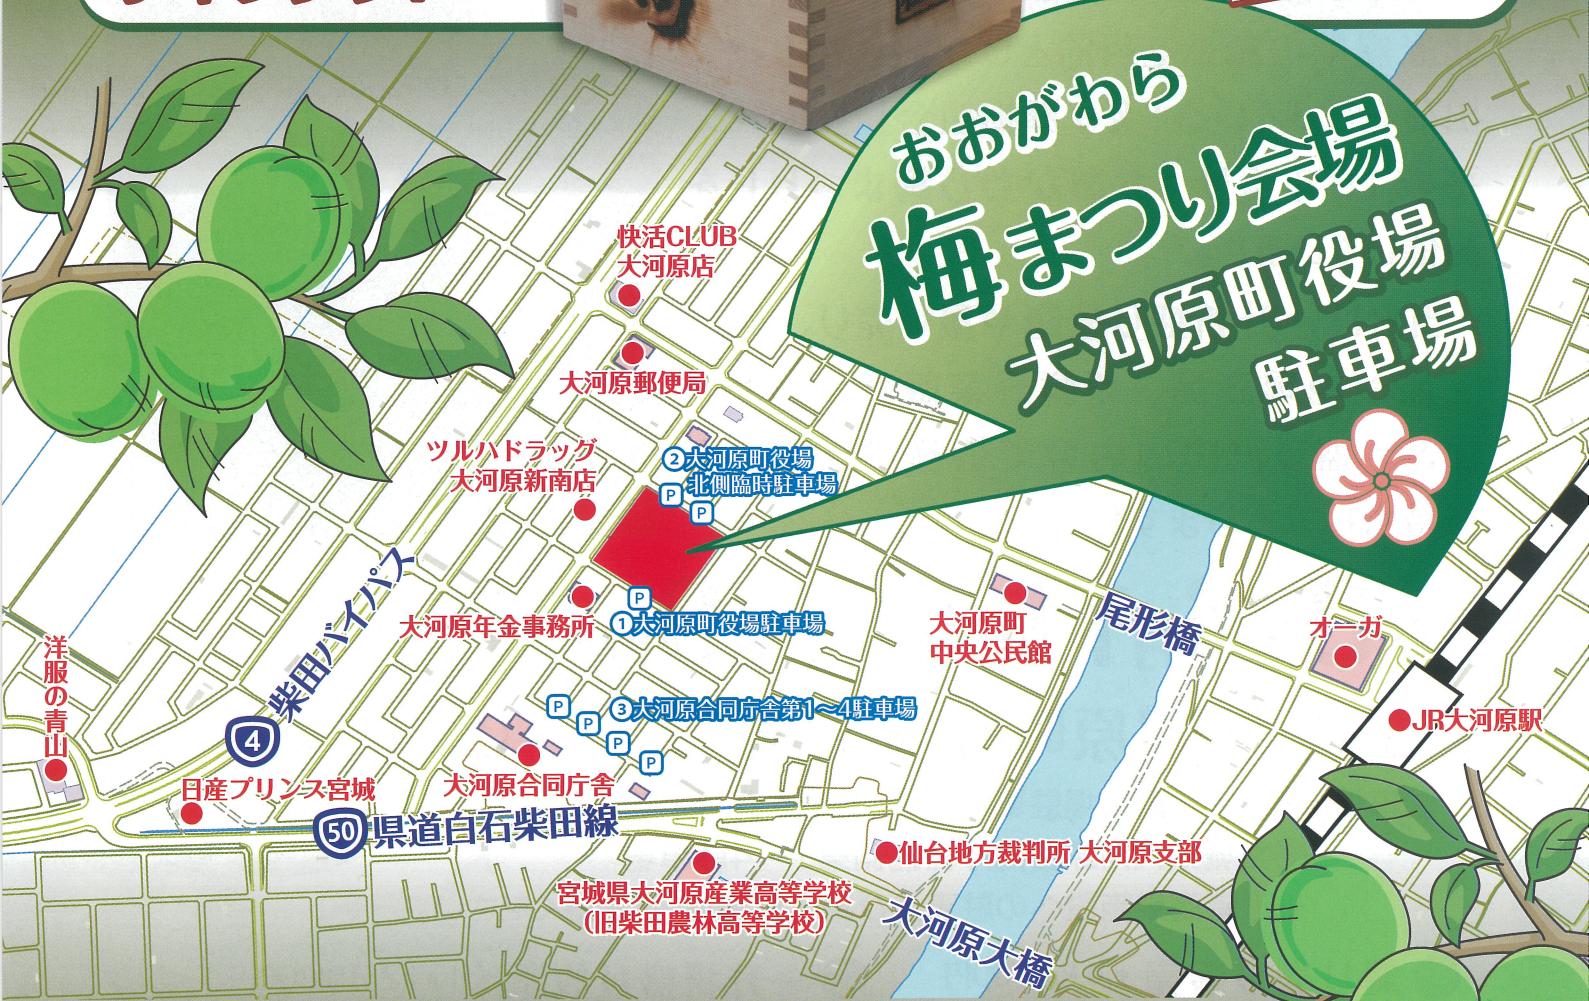 おおがわら
梅まつり会場
大河原町役場
駐車場
快活CLUB
大河原店
大河原郵便局
ツルハドラッグ
大河原新南店
②大河原町役場
北側臨時駐車場
P
P
P
①大河原町役場駐車場
大河原年金事務所
柴田バイパス
4
洋服の青山
大河原町
中央公民館
尾形橋
オーガ
JR大河原駅
③大河原合同庁舎第1～4駐車場
P
P
P
P
大河原合同庁舎
日産プリンス宮城
50
県道白石柴田線
仙台地方裁判所 大河原支部
宮城県大河原産業高等学校
（旧柴田農林高等学校）
大河原大橋